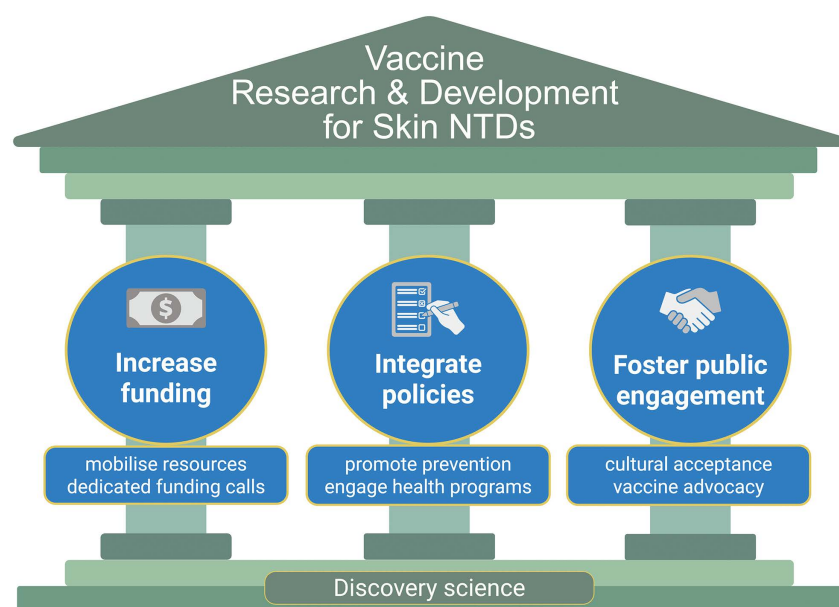 Vaccine
Research & Development
for Skin NTDs
$
Increase
funding
mobilise resources
dedicated funding calls
Integrate
policies
promote prevention
engage health programs
Foster public
engagement
cultural acceptance
vaccine advocacy
Discovery science